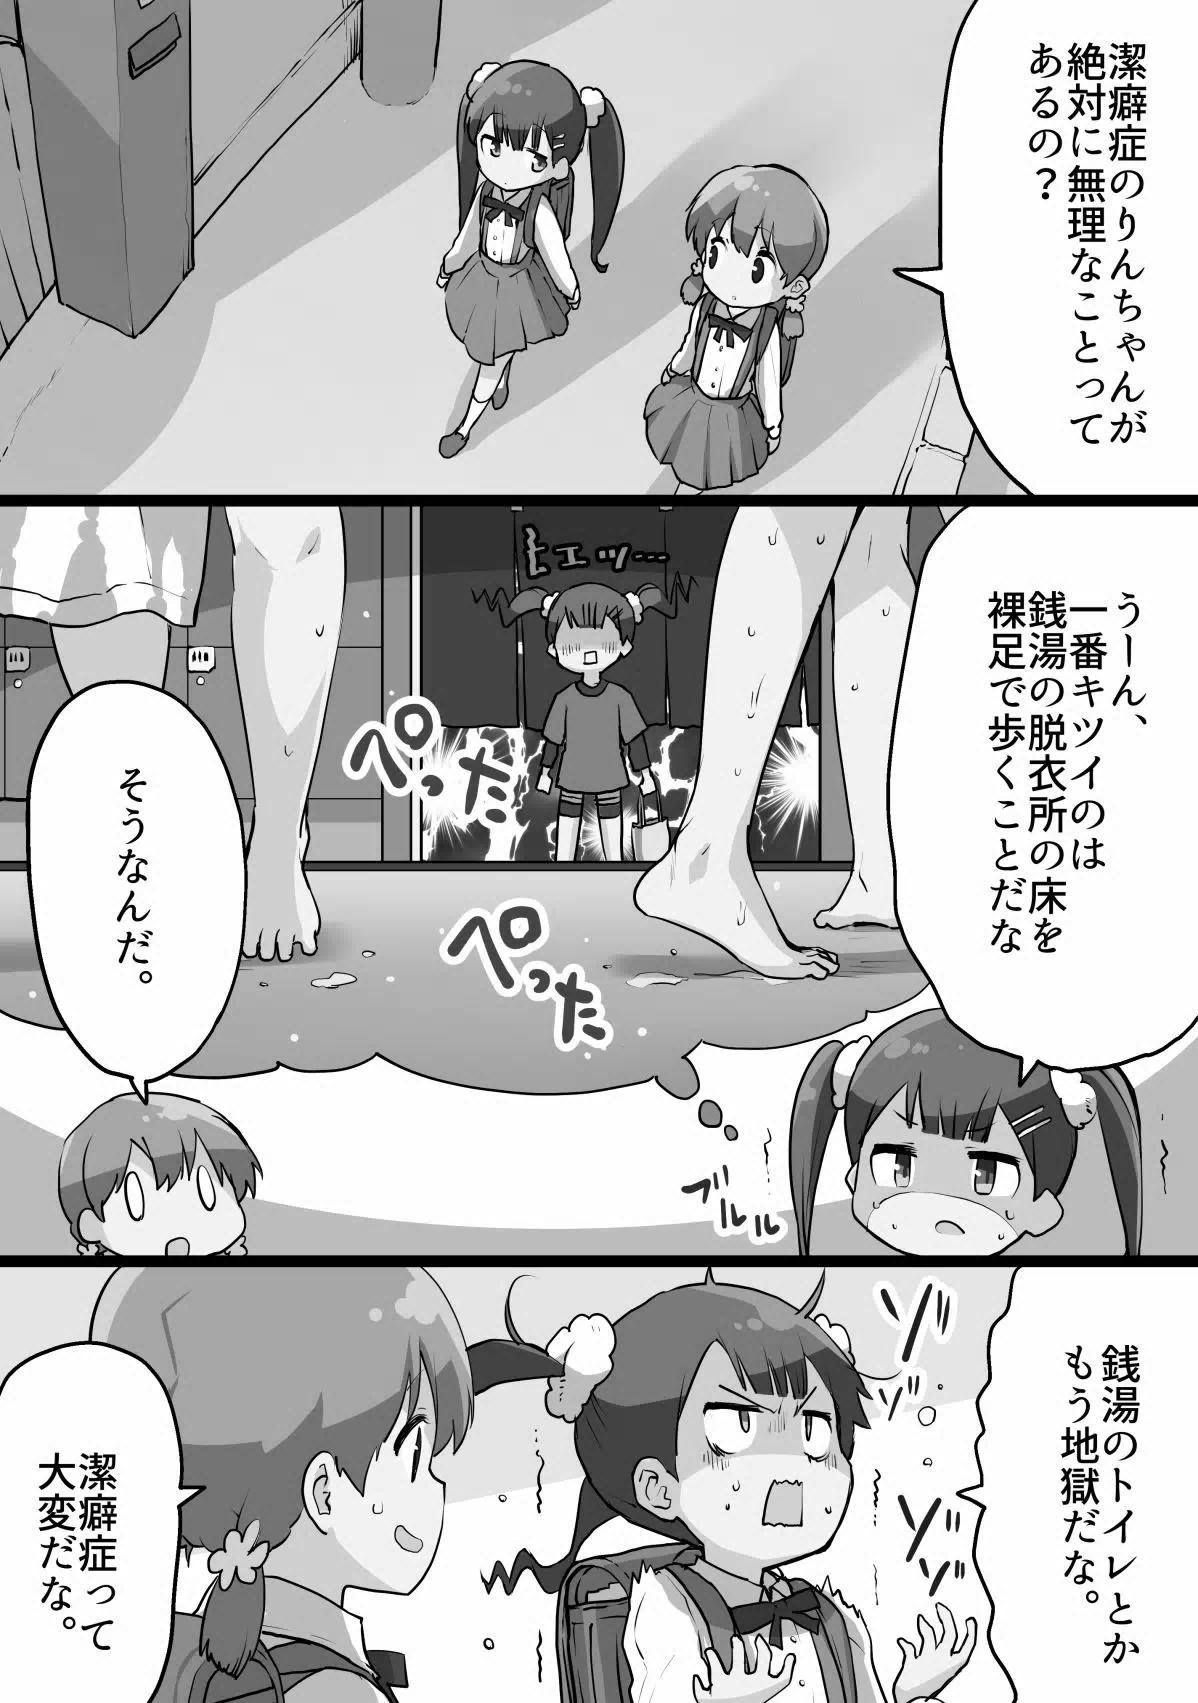 潔癖症のりんちゃんが
絶対に無理なことって
あるの？
うーん、
一番キツイのは
銭湯の脱衣所の床を
裸足で歩くことだな
ぺった
ぺった
そうなんだ。
ブルルル
銭湯のトイレとか
もう地獄だな。
ゾゾ
ゾゾ
潔癖症って
大変だな。